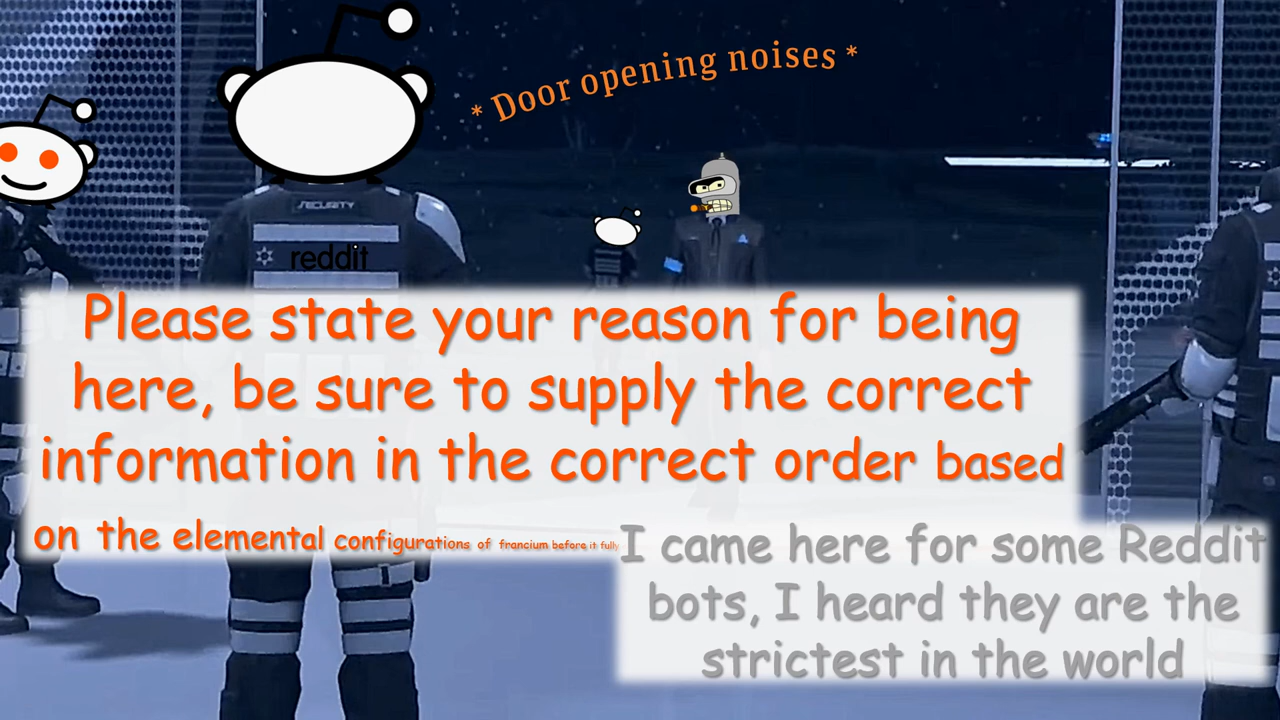 * Door opening noises *
SECURITY
reddit
Please state your reason for being
here, be sure to supply the correct
information in the correct order based
on the elemental configurations of francium before it fully
I came here for some Reddit
bots, I heard they are the
strictest in the world